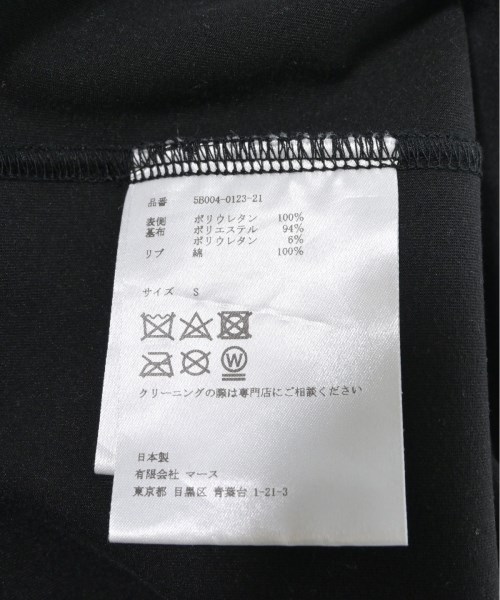 品番 5B004-0123-21
表側 ポリウレタン 100%
基布 ポリエステル 94%
ポリウレタン 6%
リブ 綿 100%
サイズ S
W
クリーニングの際は専門店にご相談ください
日本製
有限会社 マース
東京都 目黒区 青葉台 1-21-3